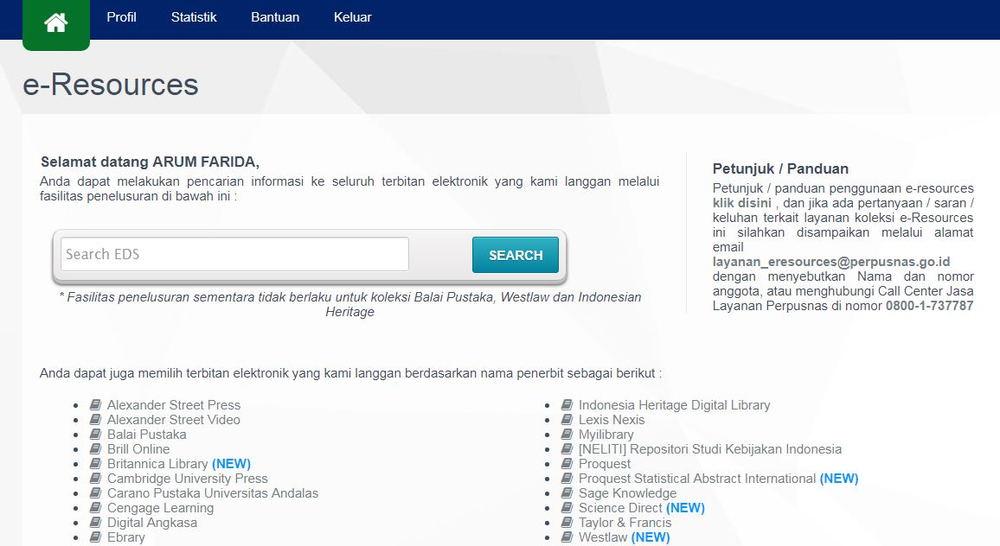 Profil Statistik Bantuan Keluar
e-Resources
Selamat datang ARUM FARIDA,
Anda dapat melakukan pencarian informasi ke seluruh terbitan elektronik yang kami langgan melalui
fasilitas penelusuran di bawah ini :
Search EDS
SEARCH
* Fasilitas penelusuran sementara tidak berlaku untuk koleksi Balai Pustaka, Westlaw dan Indonesian
Heritage
Petunjuk / Panduan
Petunjuk / panduan penggunaan e-resources
klik disini , dan jika ada pertanyaan / saran /
keluhan terkait layanan koleksi e-Resources
ini silahkan disampaikan melalui alamat
email
layanan_eresources@perpusnas.go.id
dengan menyebutkan Nama dan nomor
anggota, atau menghubungi Call Center Jasa
Layanan Perpusnas di nomor 0800-1-737787
Anda dapat juga memilih terbitan elektronik yang kami langgan berdasarkan nama penerbit sebagai berikut :
Alexander Street Press
Alexander Street Video
Balai Pustaka
Brill Online
Britannica Library (NEW)
Cambridge University Press
Carano Pustaka Universitas Andalas
Cengage Learning
Digital Angkasa
Ebrary
Indonesia Heritage Digital Library
Lexis Nexis
Myilibrary
[NELITI] Repositori Studi Kebijakan Indonesia
Proquest
Proquest Statistical Abstract International (NEW)
Sage Knowledge
Science Direct (NEW)
Taylor & Francis
Westlaw (NEW)